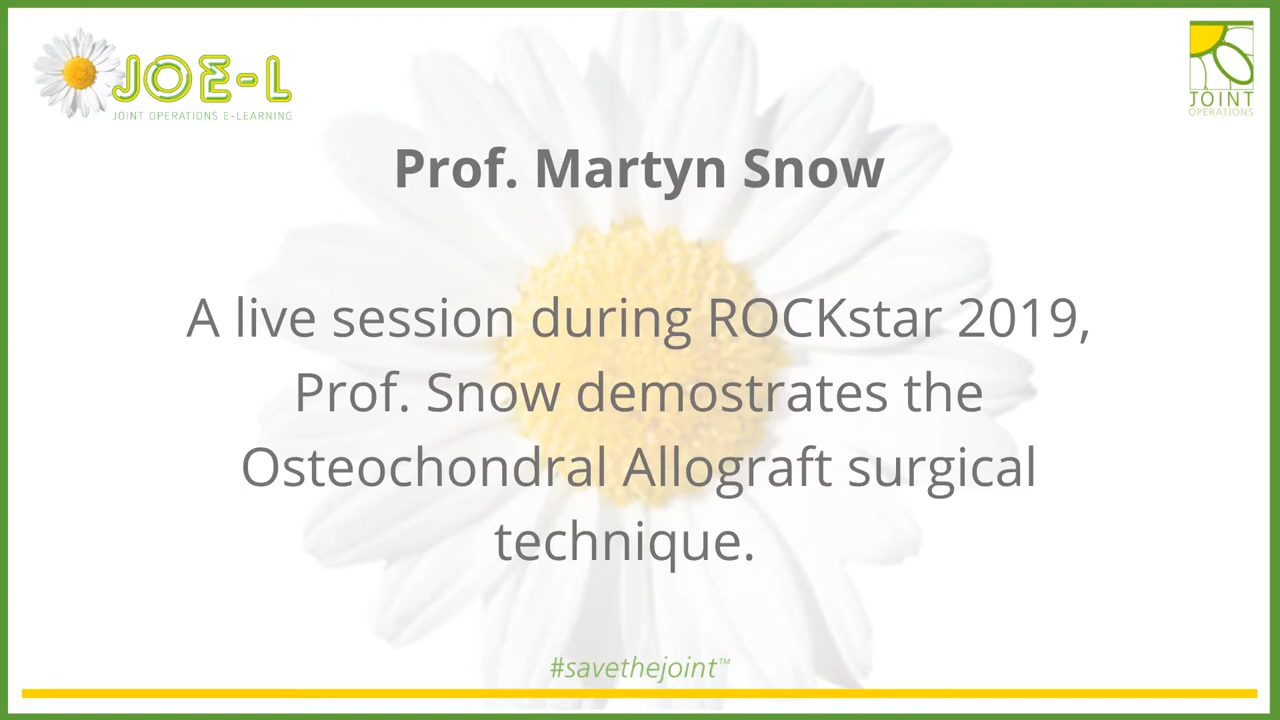 JOE-L
JOINT OPERATIONS E-LEARNING
JOINT
OPERATIONS
Prof. Martyn Snow
A live session during ROCKstar 2019,
Prof. Snow demostrates the
Osteochondral Allograft surgical
technique.
#savethejoint™